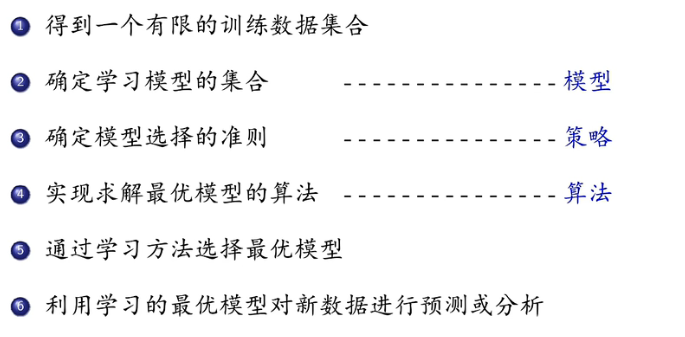 1 得到一个有限的训练数据集合
2 确定学习模型的集合 --------------- 模型
3 确定模型选择的准则 --------------- 策略
4 实现求解最优模型的算法 --------------- 算法
5 通过学习方法选择最优模型
6 利用学习的最优模型对新数据进行预测或分析